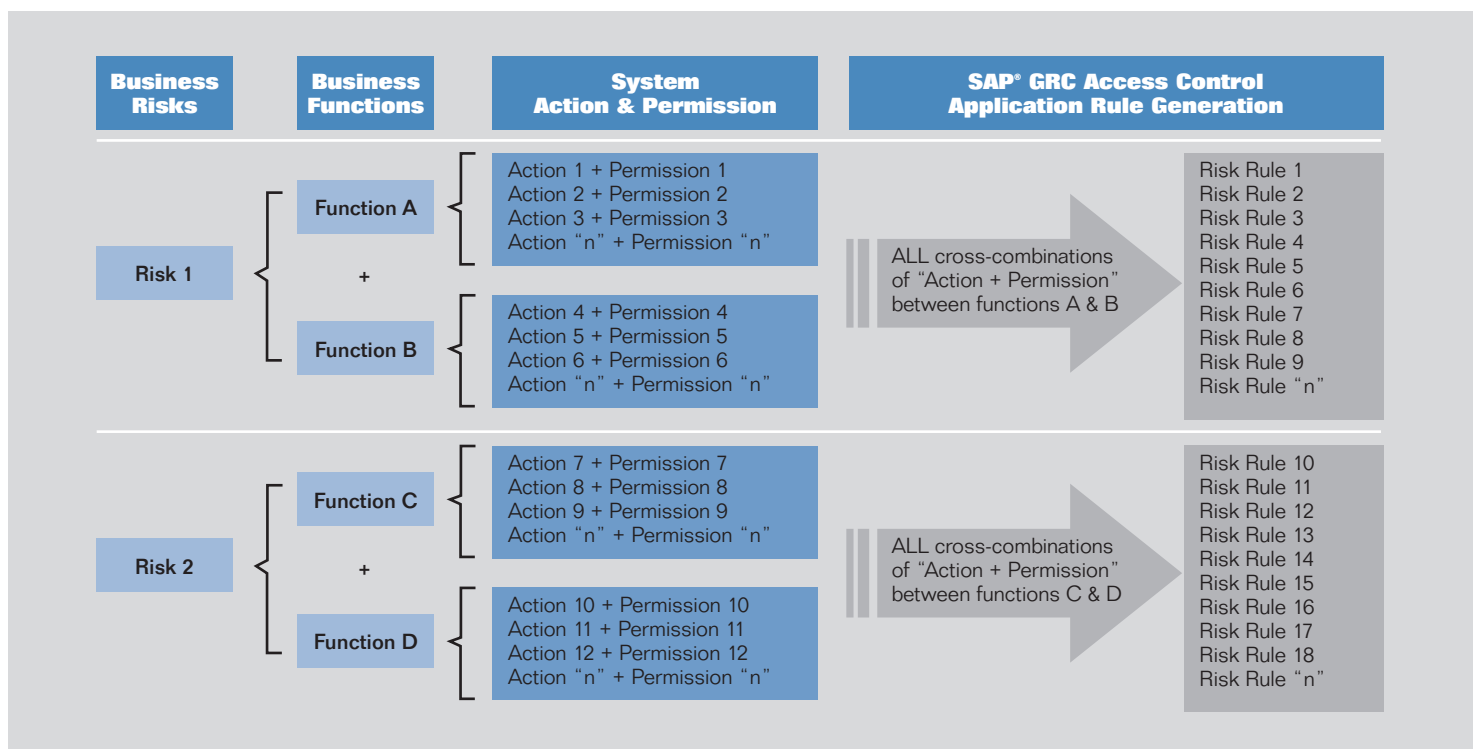 Business
Risks
Business
Functions
System
Action & Permission
SAP® GRC Access Control
Application Rule Generation
Risk 1
Function A
+
Function B
Action 1 + Permission 1
Action 2 + Permission 2
Action 3 + Permission 3
Action “n” + Permission “n”
Action 4 + Permission 4
Action 5 + Permission 5
Action 6 + Permission 6
Action “n” + Permission “n”
ALL cross-combinations
of “Action + Permission”
between functions A & B
Risk Rule 1
Risk Rule 2
Risk Rule 3
Risk Rule 4
Risk Rule 5
Risk Rule 6
Risk Rule 7
Risk Rule 8
Risk Rule 9
Risk Rule “n”
Risk 2
Function C
+
Function D
Action 7 + Permission 7
Action 8 + Permission 8
Action 9 + Permission 9
Action “n” + Permission “n”
Action 10 + Permission 10
Action 11 + Permission 11
Action 12 + Permission 12
Action “n” + Permission “n”
ALL cross-combinations
of “Action + Permission”
between functions C & D
Risk Rule 10
Risk Rule 11
Risk Rule 12
Risk Rule 13
Risk Rule 14
Risk Rule 15
Risk Rule 16
Risk Rule 17
Risk Rule 18
Risk Rule “n”